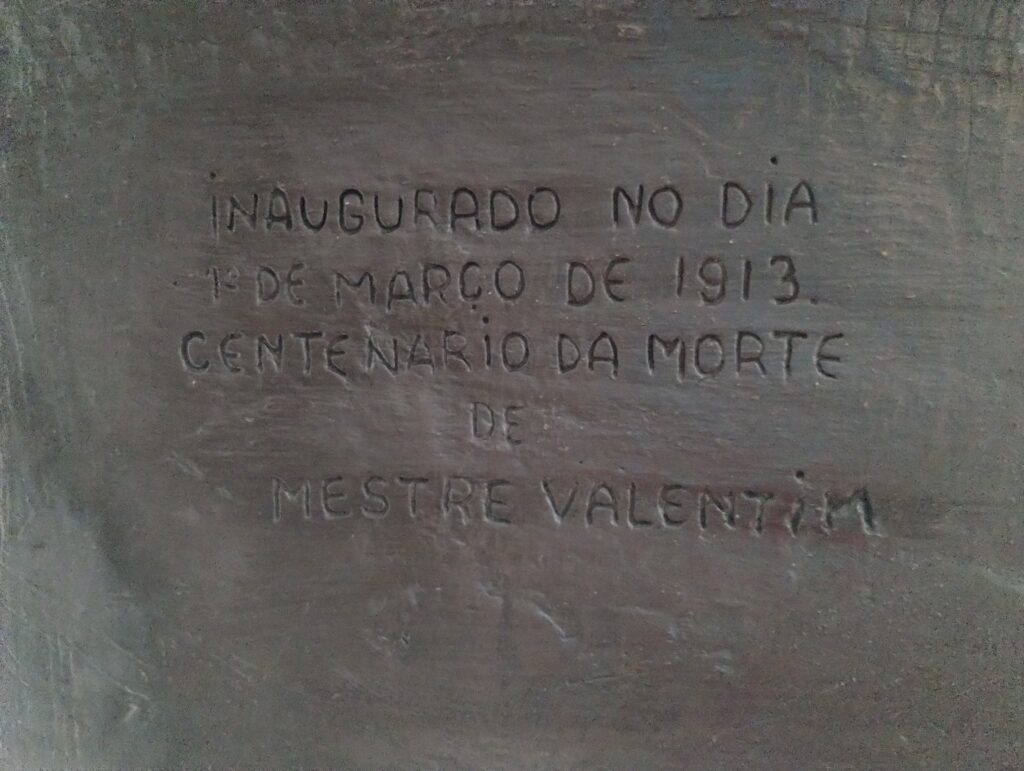 iNAUGURADO NO DiA
1º DE MARÇO DE 1913.
CENTENARiO DA MORTE
DE
MESTRE VALENTiM